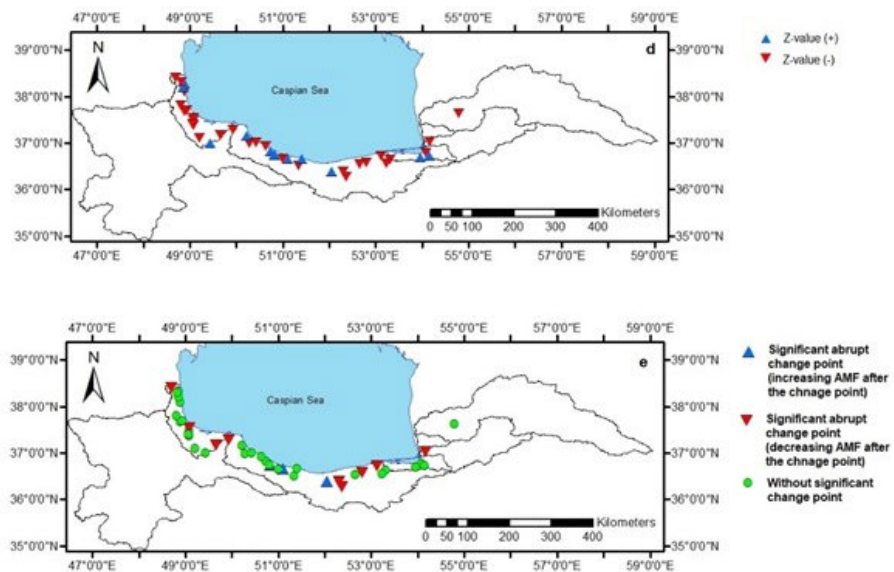 47°0'0"E 49°0'0"E 51°0'0"E 53°0'0"E 55°0'0"E 57°0'0"E 59°0'0"E
39°0'0"N N d 39°0'0"N
38°0'0"N Caspian Sea 38°0'0"N
37°0'0"N 37°0'0"N
36°0'0"N Kilometers 36°0'0"N
0 50 100 200 300 400
35°0'0"N 35°0'0"N
47°0'0"E 49°0'0"E 51°0'0"E 53°0'0"E 55°0'0"E 57°0'0"E 59°0'0"E
Z-value (+)
Z-value (-)
47°0'0"E 49°0'0"E 51°0'0"E 53°0'0"E 55°0'0"E 57°0'0"E 59°0'0"E
39°0'0"N N e 39°0'0"N
38°0'0"N Caspian Sea 38°0'0"N
37°0'0"N 37°0'0"N
36°0'0"N Kilometers 36°0'0"N
0 50 100 200 300 400
35°0'0"N 35°0'0"N
47°0'0"E 49°0'0"E 51°0'0"E 53°0'0"E 55°0'0"E 57°0'0"E 59°0'0"E
Significant abrupt
change point
(increasing AMF after
the chnage point)
Significant abrupt
change point
(decreasing AMF after
the chnage point)
Without significant
change point